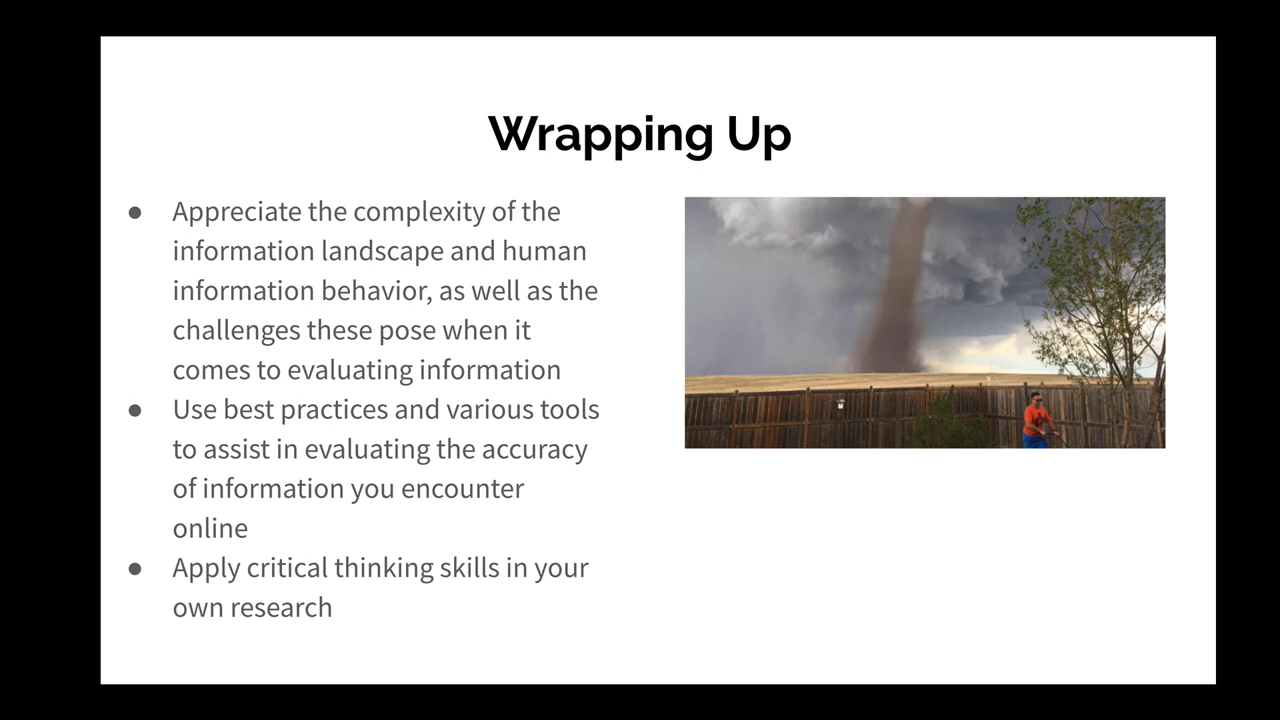 Wrapping Up
● Appreciate the complexity of the
information landscape and human
information behavior, as well as the
challenges these pose when it
comes to evaluating information
● Use best practices and various tools
to assist in evaluating the accuracy
of information you encounter
online
● Apply critical thinking skills in your
own research